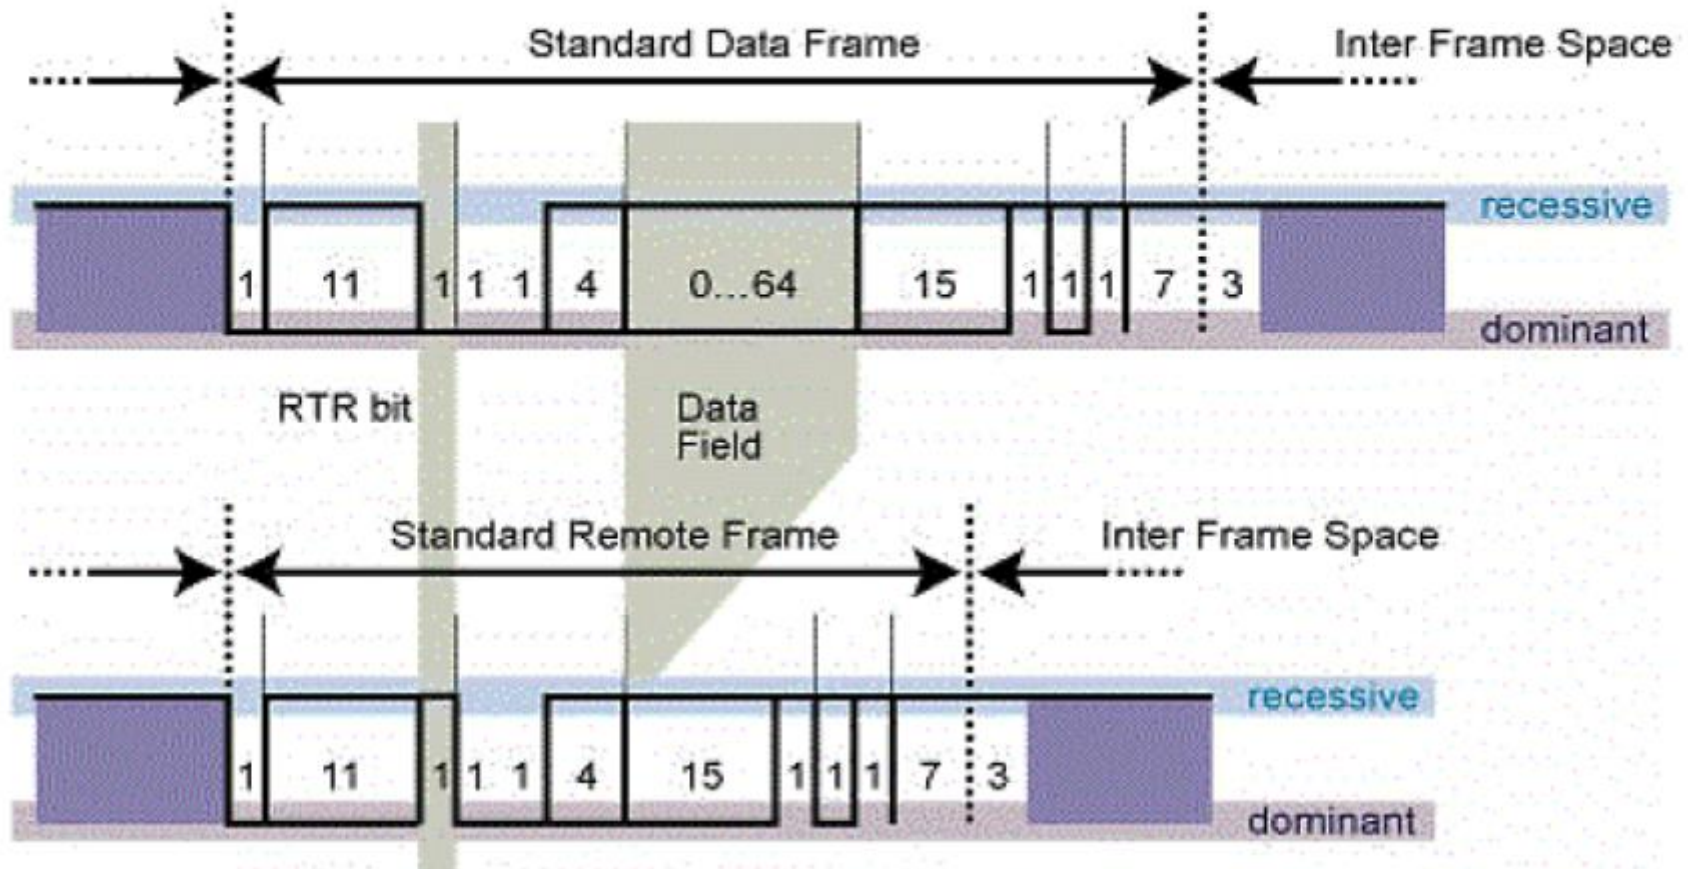 Standard Data Frame Inter Frame Space
recessive
1 11 1 1 1 4 0...64 15 1 1 1 7 3
dominant
RTR bit Data
Field
Standard Remote Frame Inter Frame Space
recessive
1 11 1 1 1 4 15 1 1 1 7 3
dominant